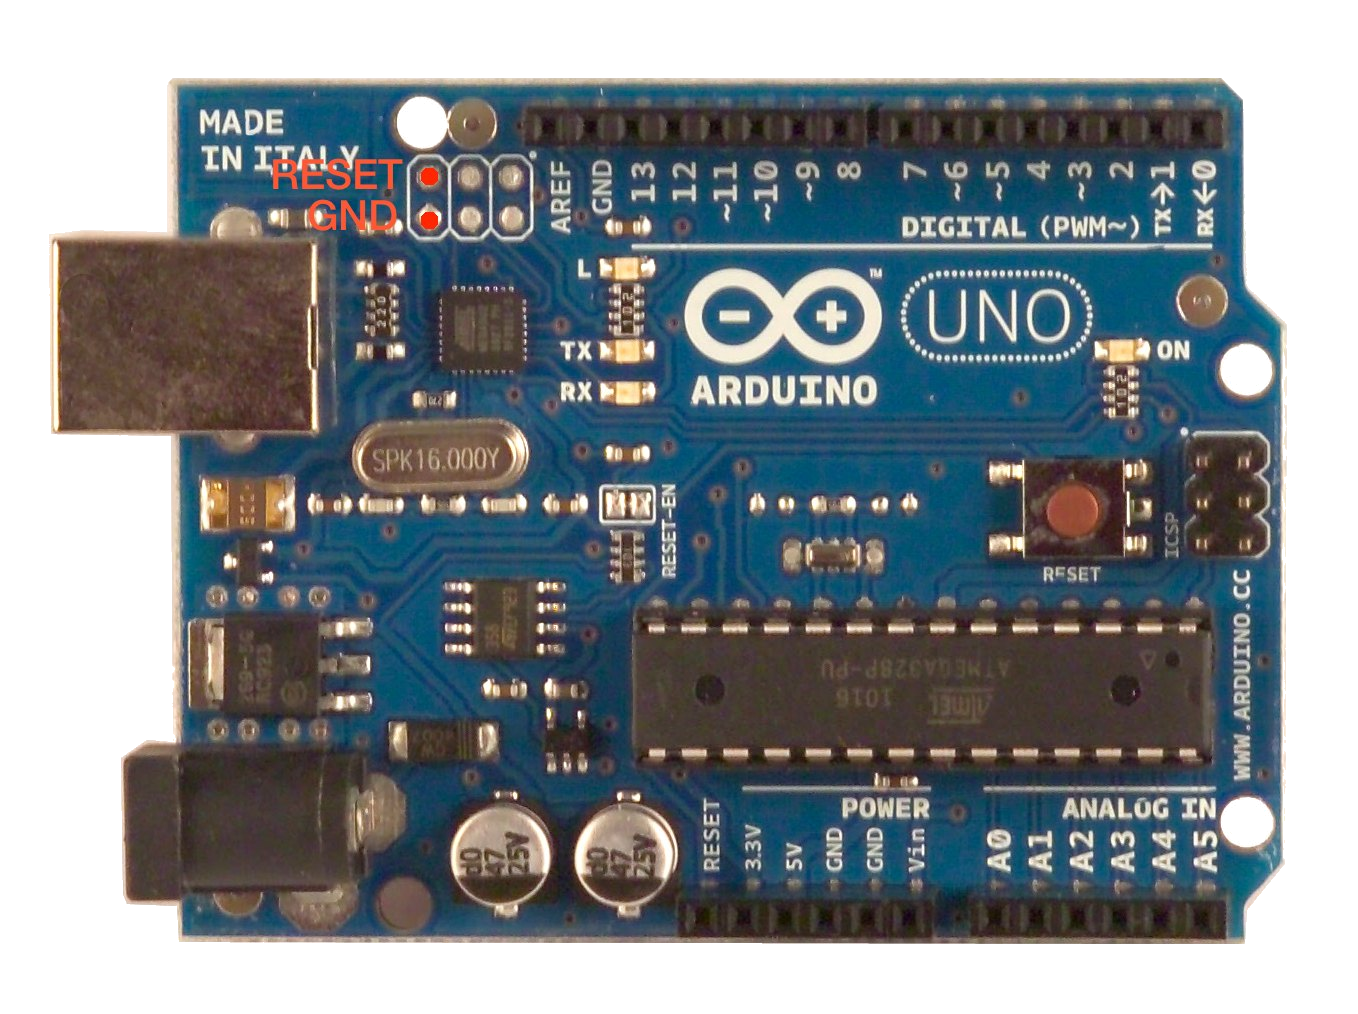 MADE
IN ITALY
RESET
GND
AREF
GND
13
12
~11
~10
~9
8
7
~6
~5
4
~3
2
TX→1
RX←0
DIGITAL (PWM~)
L
TX
RX
ARDUINO
UNO
ON
SPK16.000Y
RESET-EN
RESET
ICSP
WWW.ARDUINO.CC
ATMEL
1016
ATMEGA328P-PU
POWER
ANALOG IN
RESET
3.3V
5V
GND
GND
Vin
A0
A1
A2
A3
A4
A5
47
25V
47
25V